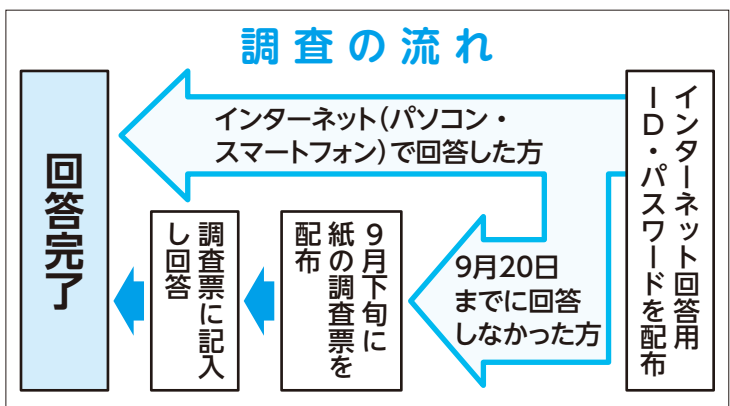 調査の流れ
インターネット回答用
ID・パスワードを配布
インターネット(パソコン・
スマートフォン)で回答した方
9月20日
までに回答
しなかった方
9月下旬に
紙の調査票を
配布
調査票に記入
し回答
回答完了